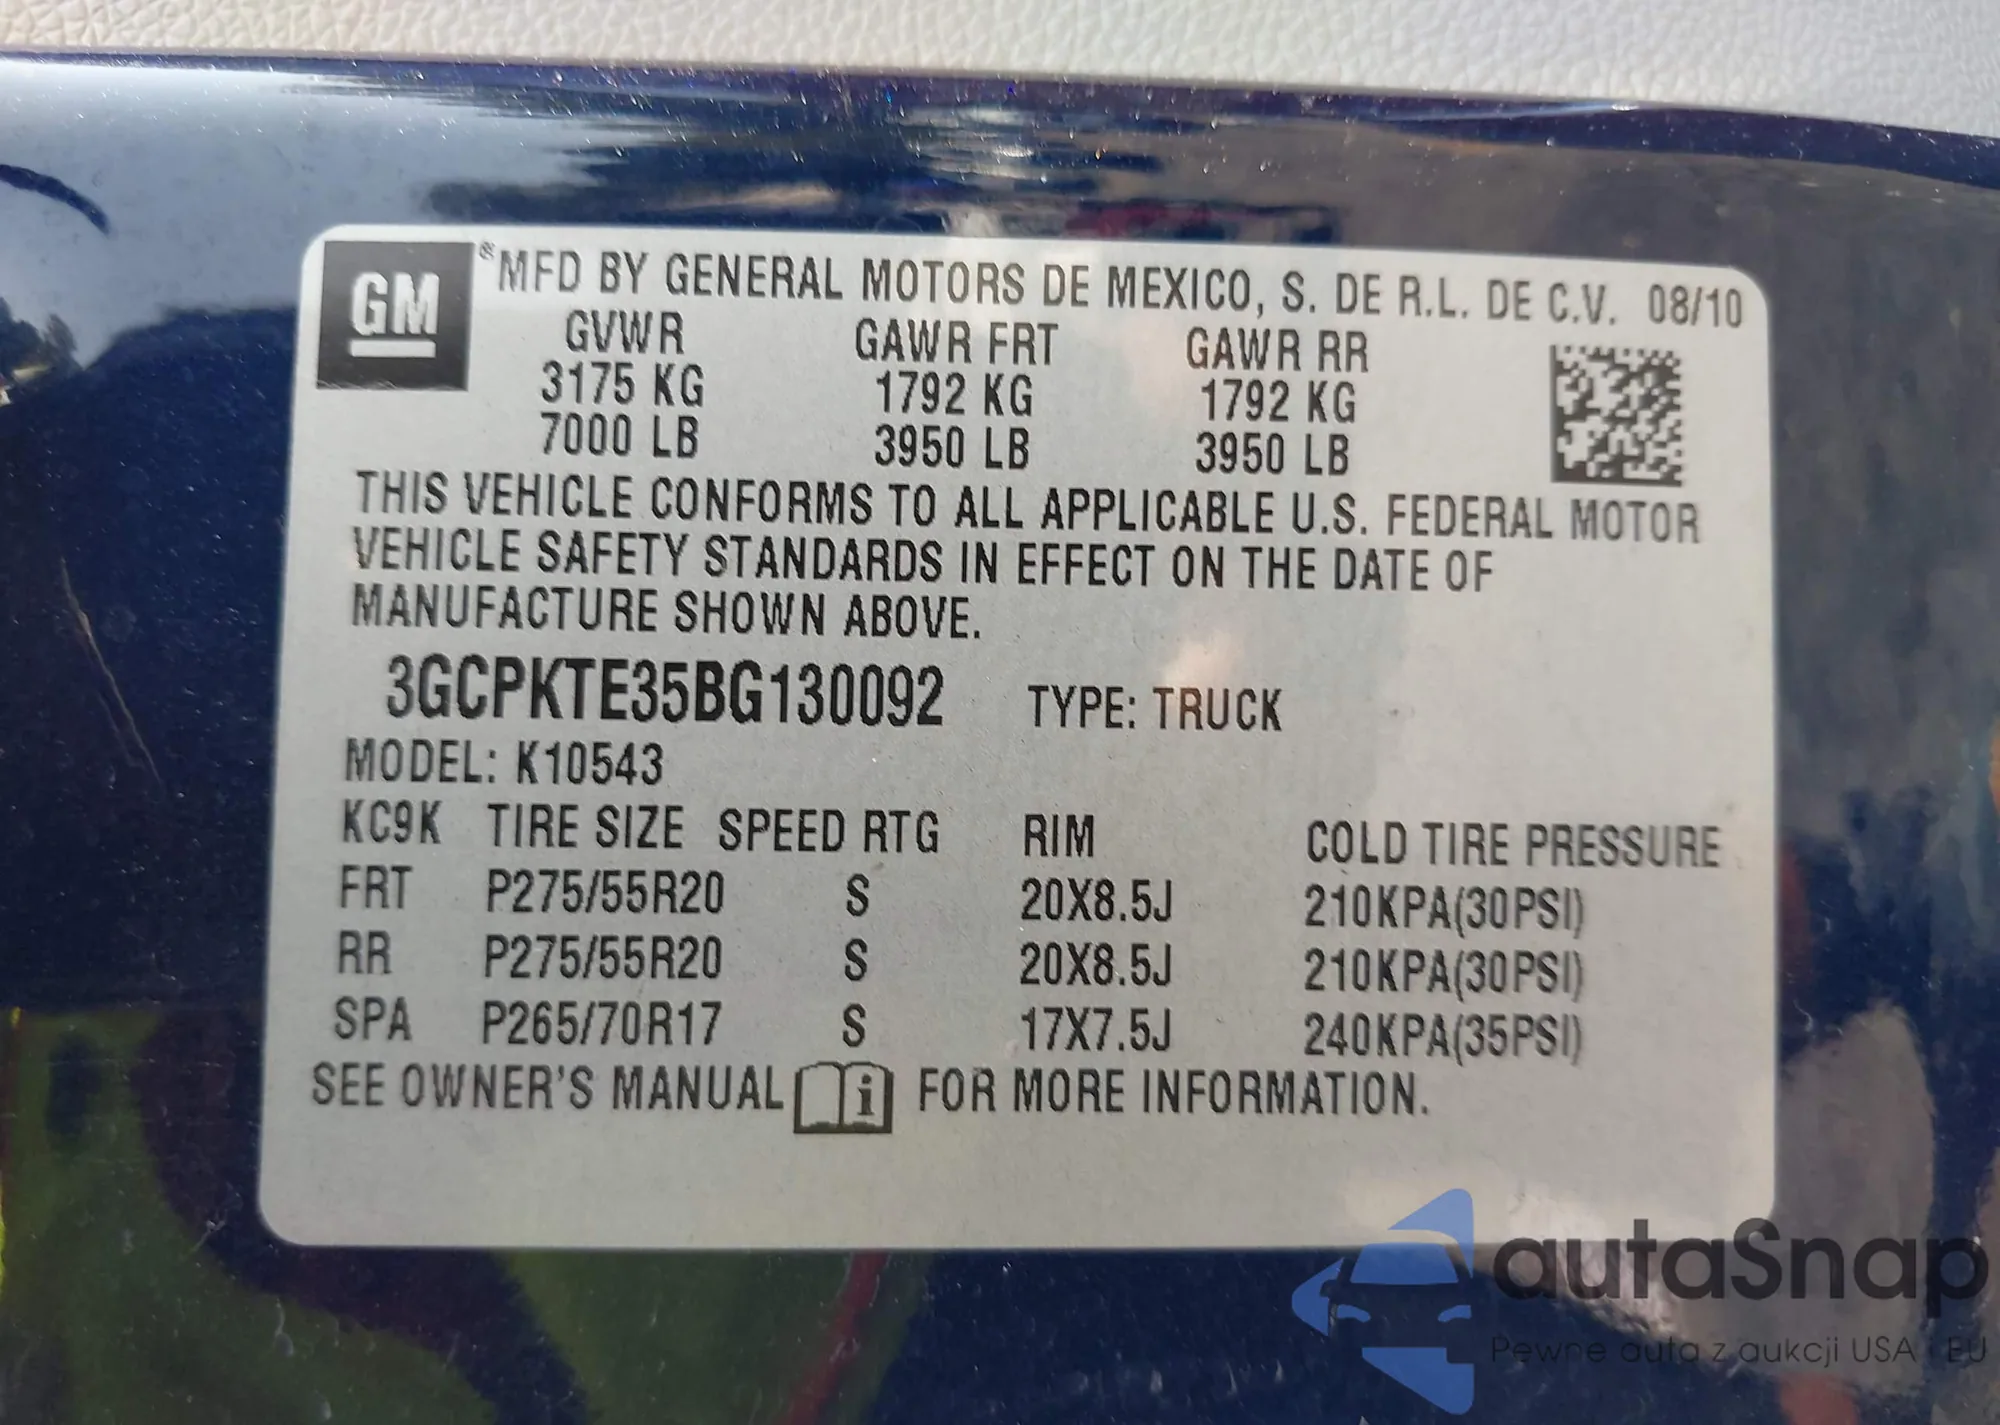 GM ® MFD BY GENERAL MOTORS DE MEXICO, S. DE R.L. DE C.V. 08/10
GVWR GAWR FRT GAWR RR
3175 KG 1792 KG 1792 KG
7000 LB 3950 LB 3950 LB
THIS VEHICLE CONFORMS TO ALL APPLICABLE U.S. FEDERAL MOTOR
VEHICLE SAFETY STANDARDS IN EFFECT ON THE DATE OF
MANUFACTURE SHOWN ABOVE.
3GCPKTE35BG130092 TYPE: TRUCK
MODEL: K10543
KC9K TIRE SIZE SPEED RTG RIM COLD TIRE PRESSURE
FRT P275/55R20 S 20X8.5J 210KPA(30PSI)
RR P275/55R20 S 20X8.5J 210KPA(30PSI)
SPA P265/70R17 S 17X7.5J 240KPA(35PSI)
SEE OWNER'S MANUAL i FOR MORE INFORMATION.
autaSnap
Pewne auta z aukcji USA i EU